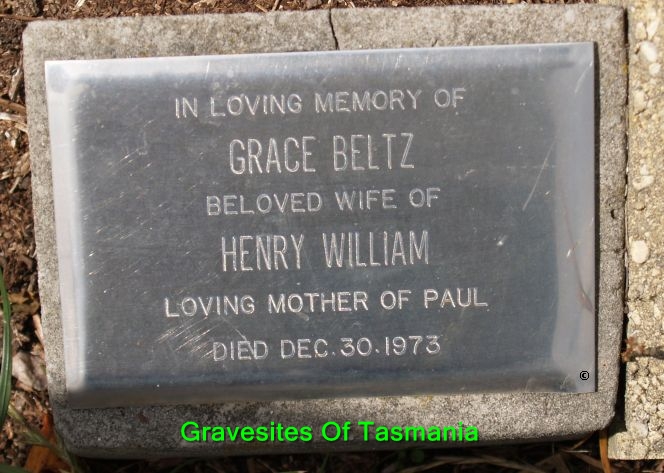 IN LOVING MEMORY OF
GRACE BELTZ
BELOVED WIFE OF
HENRY WILLIAM
LOVING MOTHER OF PAUL
DIED DEC. 30. 1973
©
Gravesites Of Tasmania